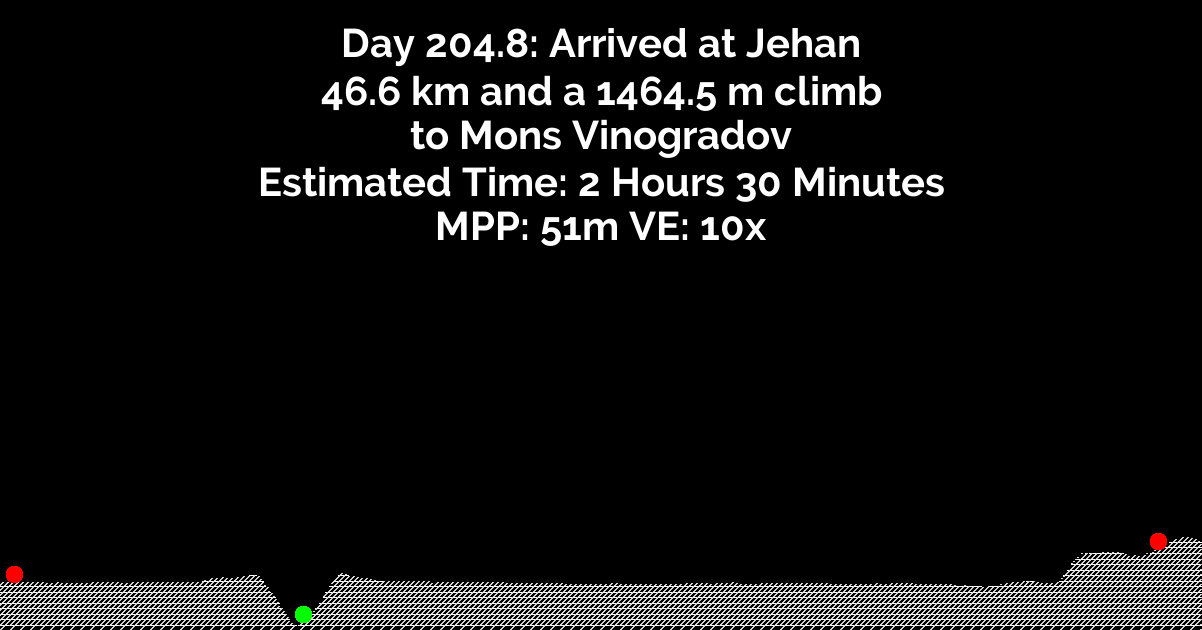 Day 204.8: Arrived at Jehan
46.6 km and a 1464.5 m climb
to Mons Vinogradov
Estimated Time: 2 Hours 30 Minutes
MPP: 51m VE: 10x